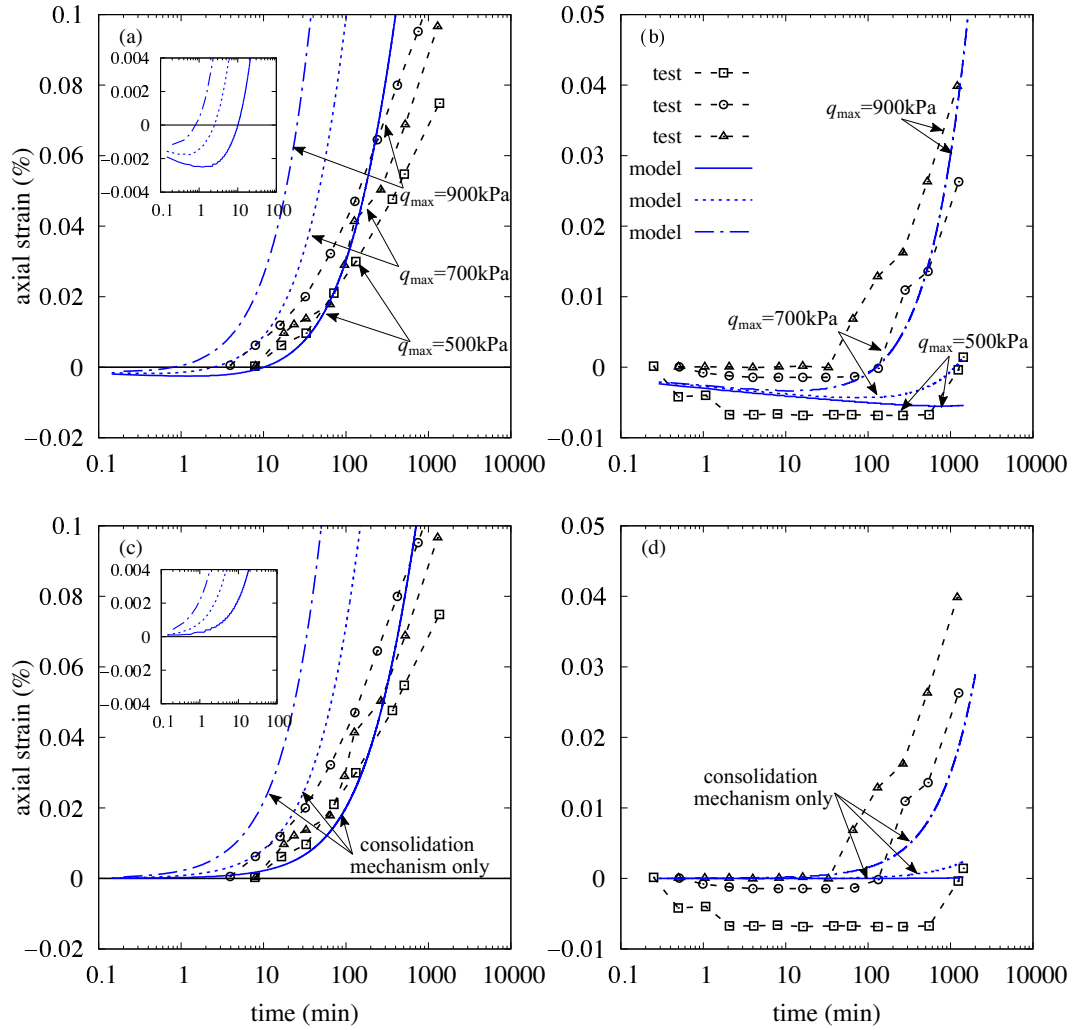 axial strain (%)
0.1
0.08
0.06
0.04
0.02
0
−0.02
(a)
0.004
0.002
0
−0.002
−0.004
0.1 1 10 100
q_max=900kPa
q_max=700kPa
q_max=500kPa
0.1 1 10 100 1000 10000
0.05
0.04
0.03
0.02
0.01
0
−0.01
(b)
test
test
test
model
model
model
q_max=900kPa
q_max=700kPa
q_max=500kPa
0.1 1 10 100 1000 10000
axial strain (%)
0.1
0.08
0.06
0.04
0.02
0
−0.02
(c)
0.004
0.002
0
−0.002
−0.004
0.1 1 10 100
consolidation
mechanism only
0.1 1 10 100 1000 10000
time (min)
0.05
0.04
0.03
0.02
0.01
0
−0.01
(d)
consolidation
mechanism only
0.1 1 10 100 1000 10000
time (min)